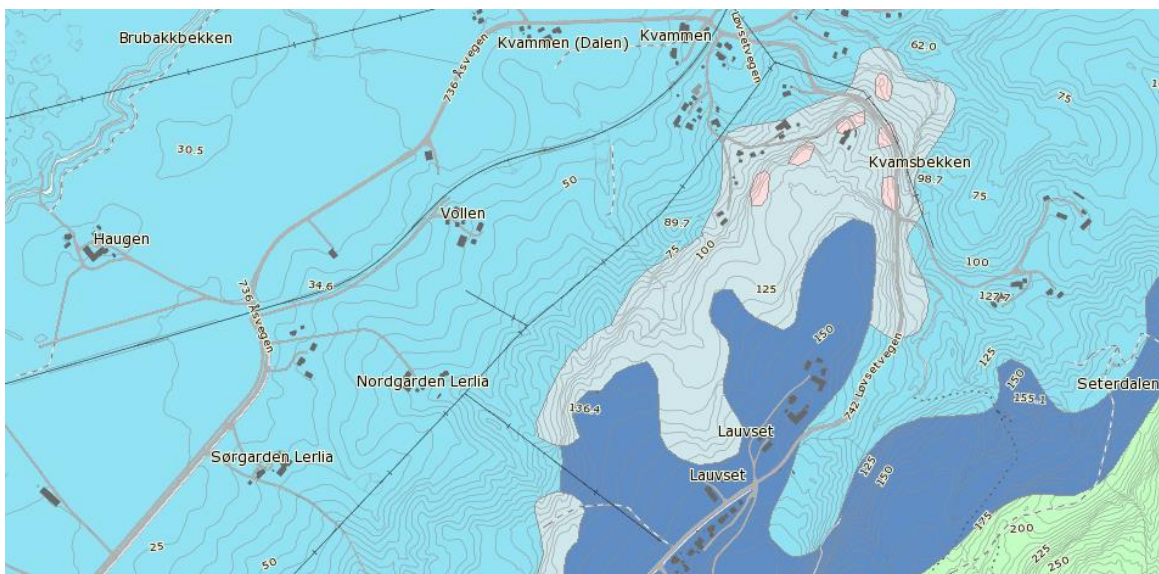 Brubakkbekken
Kvammen (Dalen)
Kvammen
Løvsetvegen
736 Åsvegen
62.0
75
30.5
Kvamsbekken
98.7
75
50
Vollen
89.7
75
100
Haugen
34.6
736 Åsvegen
125
100
127.7
150
742 Løvsetvegen
125
150
155.1
Seterdalen
Nordgarden Lerlia
136.4
Lauvset
Sørgarden Lerlia
Lauvset
125
150
175
200
225
250
25
50